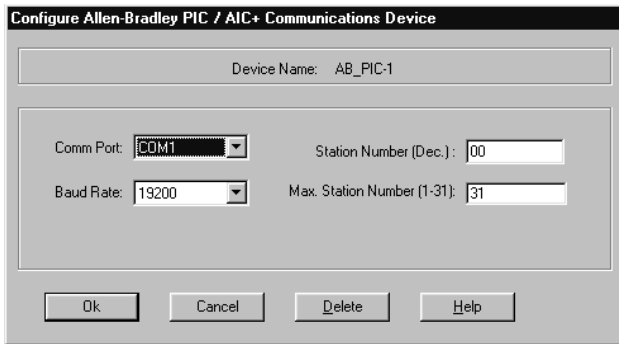 Configure Allen-Bradley PIC / AIC+ Communications Device
Device Name: AB_PIC-1
Comm Port: COM1 Station Number (Dec.) : 00
Baud Rate: 19200 Max. Station Number (1-31): 31
Ok Cancel Delete Help